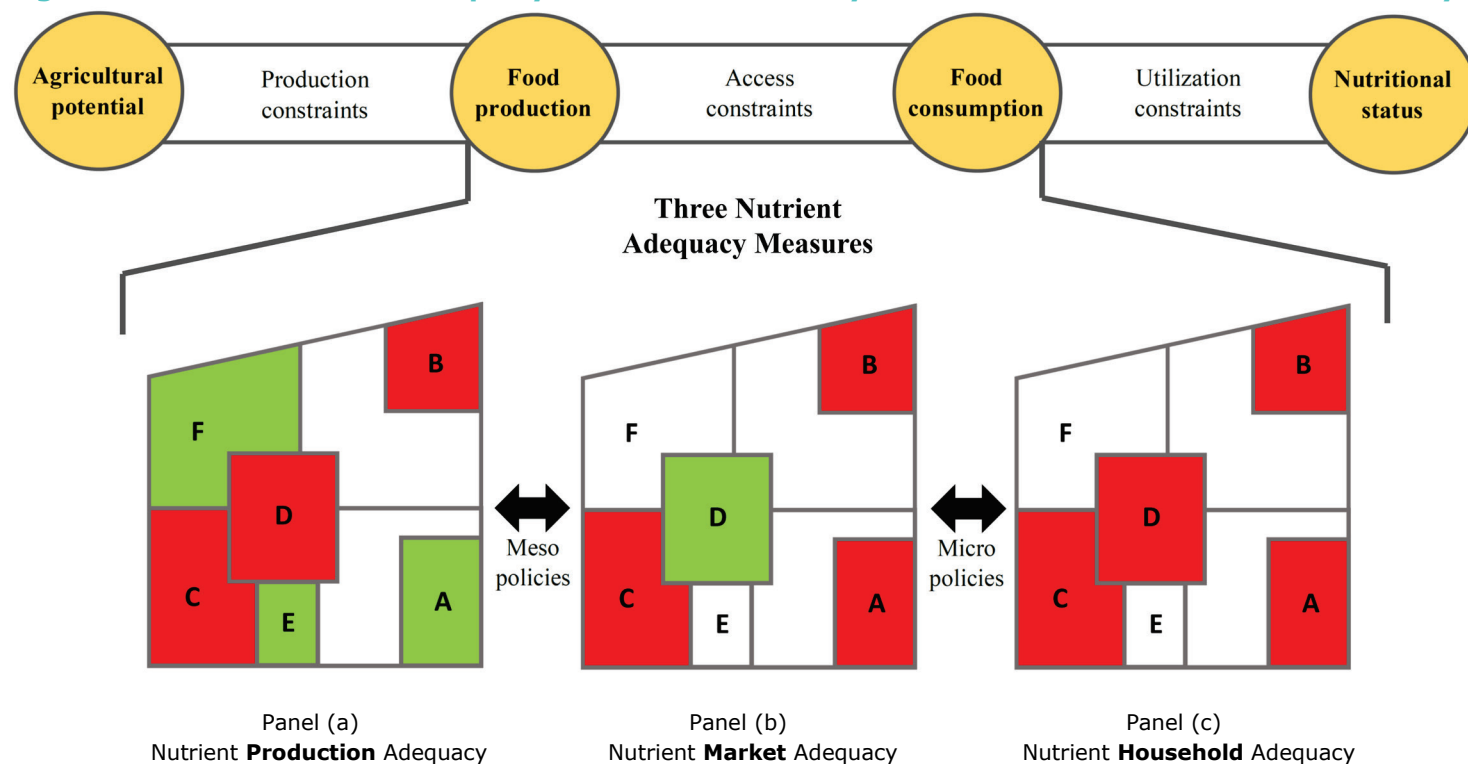 Agricultural
potential
Production
constraints
Food
production
Access
constraints
Food
consumption
Utilization
constraints
Nutritional
status
Three Nutrient
Adequacy Measures
B
F
D
C
E
A
Meso
policies
B
F
D
C
E
A
Micro
policies
B
F
D
C
E
A
Panel (a)
Nutrient Production Adequacy
Panel (b)
Nutrient Market Adequacy
Panel (c)
Nutrient Household Adequacy